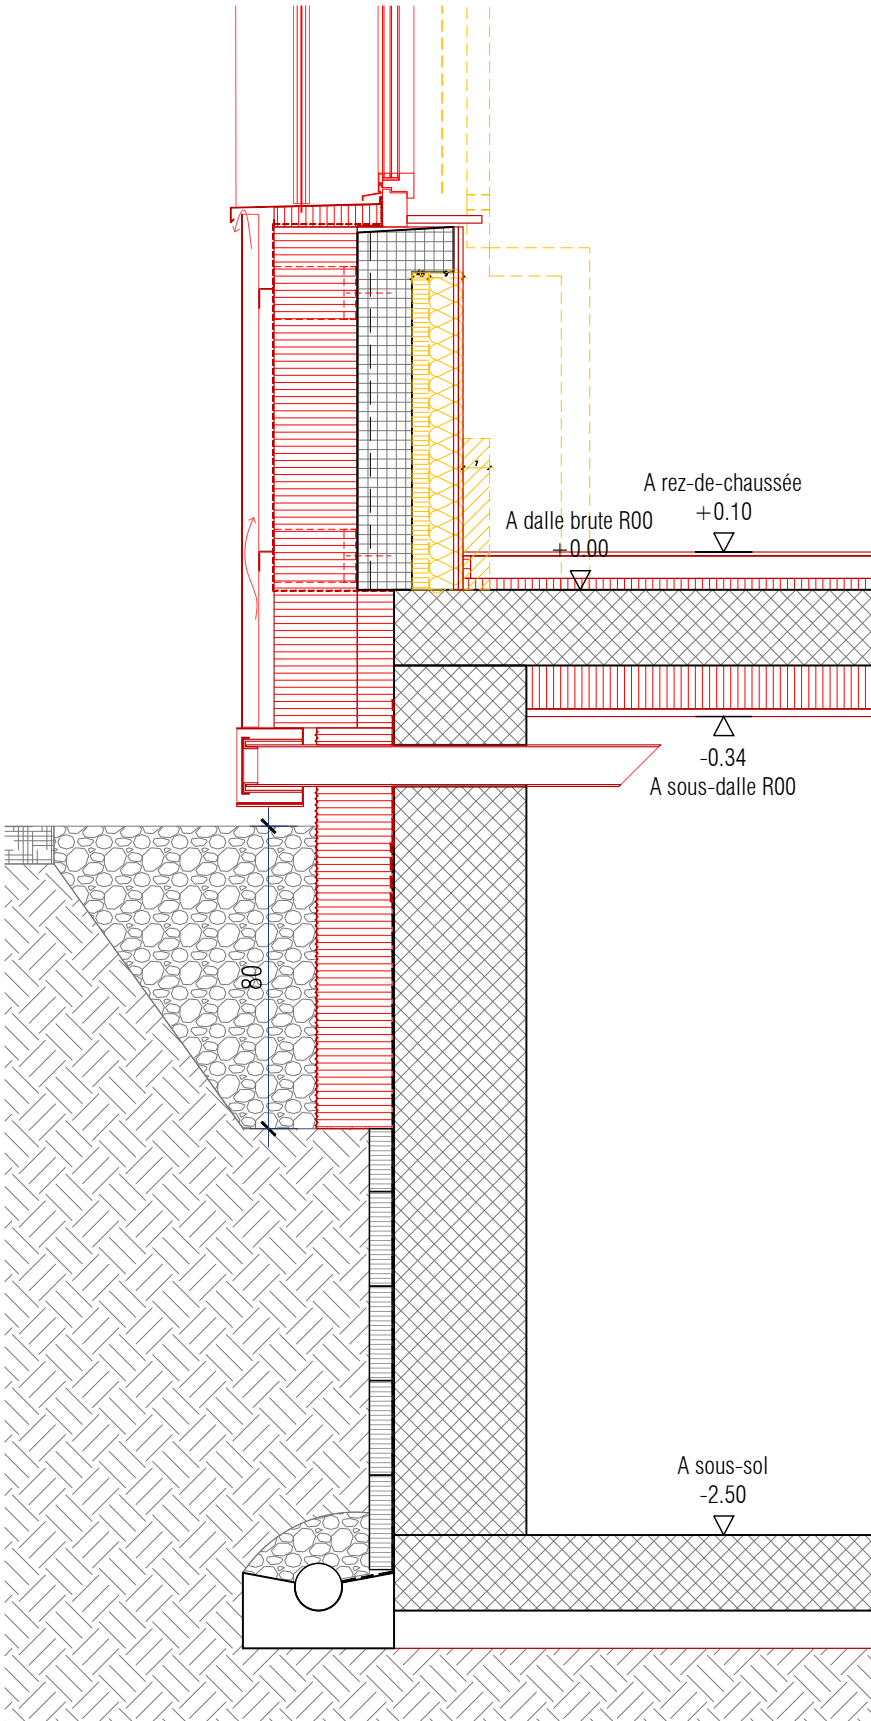 A rez-de-chaussée
+0.10
A dalle brute R00
+0.00
-0.34
A sous-dalle R00
80
A sous-sol
-2.50